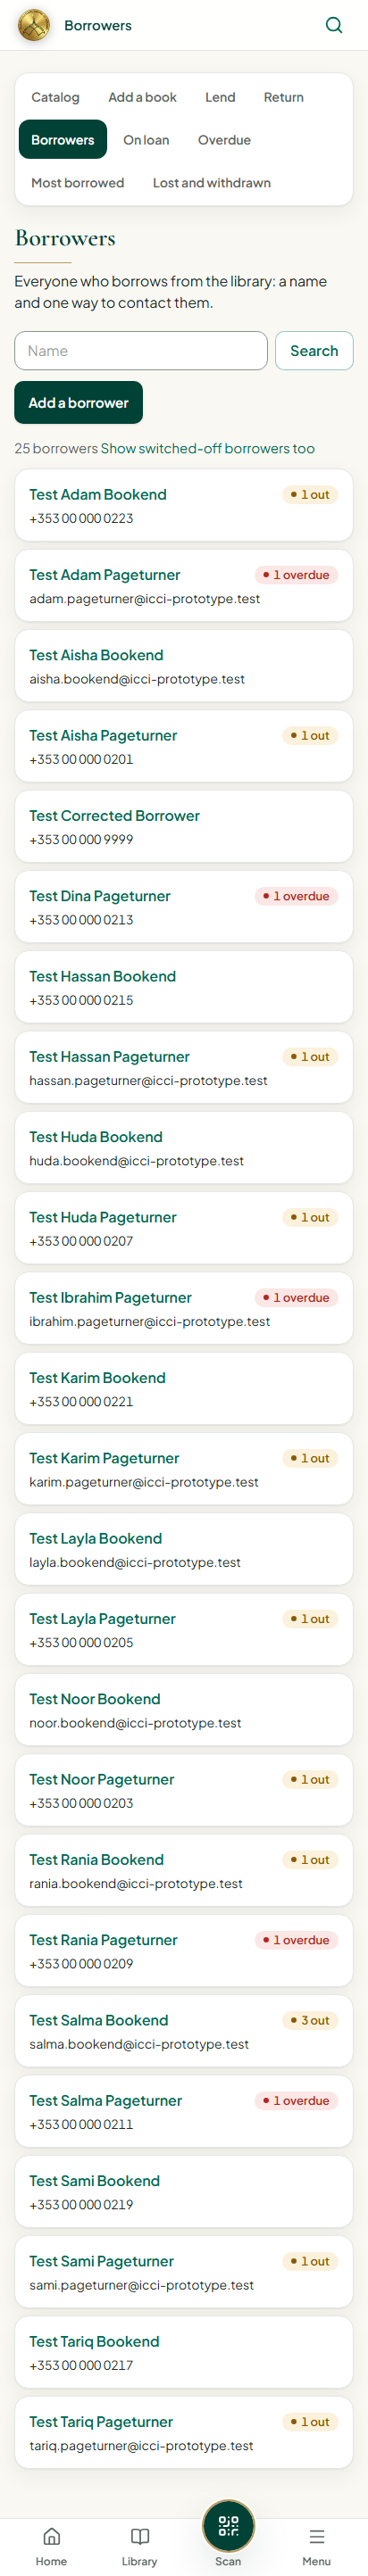 Borrowers
Catalog Add a book Lend Return
Borrowers On loan Overdue
Most borrowed Lost and withdrawn
Borrowers
Everyone who borrows from the library: a name
and one way to contact them.
Name Search
Add a borrower
25 borrowers Show switched-off borrowers too
Test Adam Bookend 1 out
+353 00 000 0223
Test Adam Pageturner 1 overdue
adam.pageturner@icci-prototype.test
Test Aisha Bookend
aisha.bookend@icci-prototype.test
Test Aisha Pageturner 1 out
+353 00 000 0201
Test Corrected Borrower
+353 00 000 9999
Test Dina Pageturner 1 overdue
+353 00 000 0213
Test Hassan Bookend
+353 00 000 0215
Test Hassan Pageturner 1 out
hassan.pageturner@icci-prototype.test
Test Huda Bookend
huda.bookend@icci-prototype.test
Test Huda Pageturner 1 out
+353 00 000 0207
Test Ibrahim Pageturner 1 overdue
ibrahim.pageturner@icci-prototype.test
Test Karim Bookend
+353 00 000 0221
Test Karim Pageturner 1 out
karim.pageturner@icci-prototype.test
Test Layla Bookend
layla.bookend@icci-prototype.test
Test Layla Pageturner 1 out
+353 00 000 0205
Test Noor Bookend
noor.bookend@icci-prototype.test
Test Noor Pageturner 1 out
+353 00 000 0203
Test Rania Bookend 1 out
rania.bookend@icci-prototype.test
Test Rania Pageturner 1 overdue
+353 00 000 0209
Test Salma Bookend 3 out
salma.bookend@icci-prototype.test
Test Salma Pageturner 1 overdue
+353 00 000 0211
Test Sami Bookend
+353 00 000 0219
Test Sami Pageturner 1 out
sami.pageturner@icci-prototype.test
Test Tariq Bookend
+353 00 000 0217
Test Tariq Pageturner 1 out
tariq.pageturner@icci-prototype.test
Home Library Scan Menu